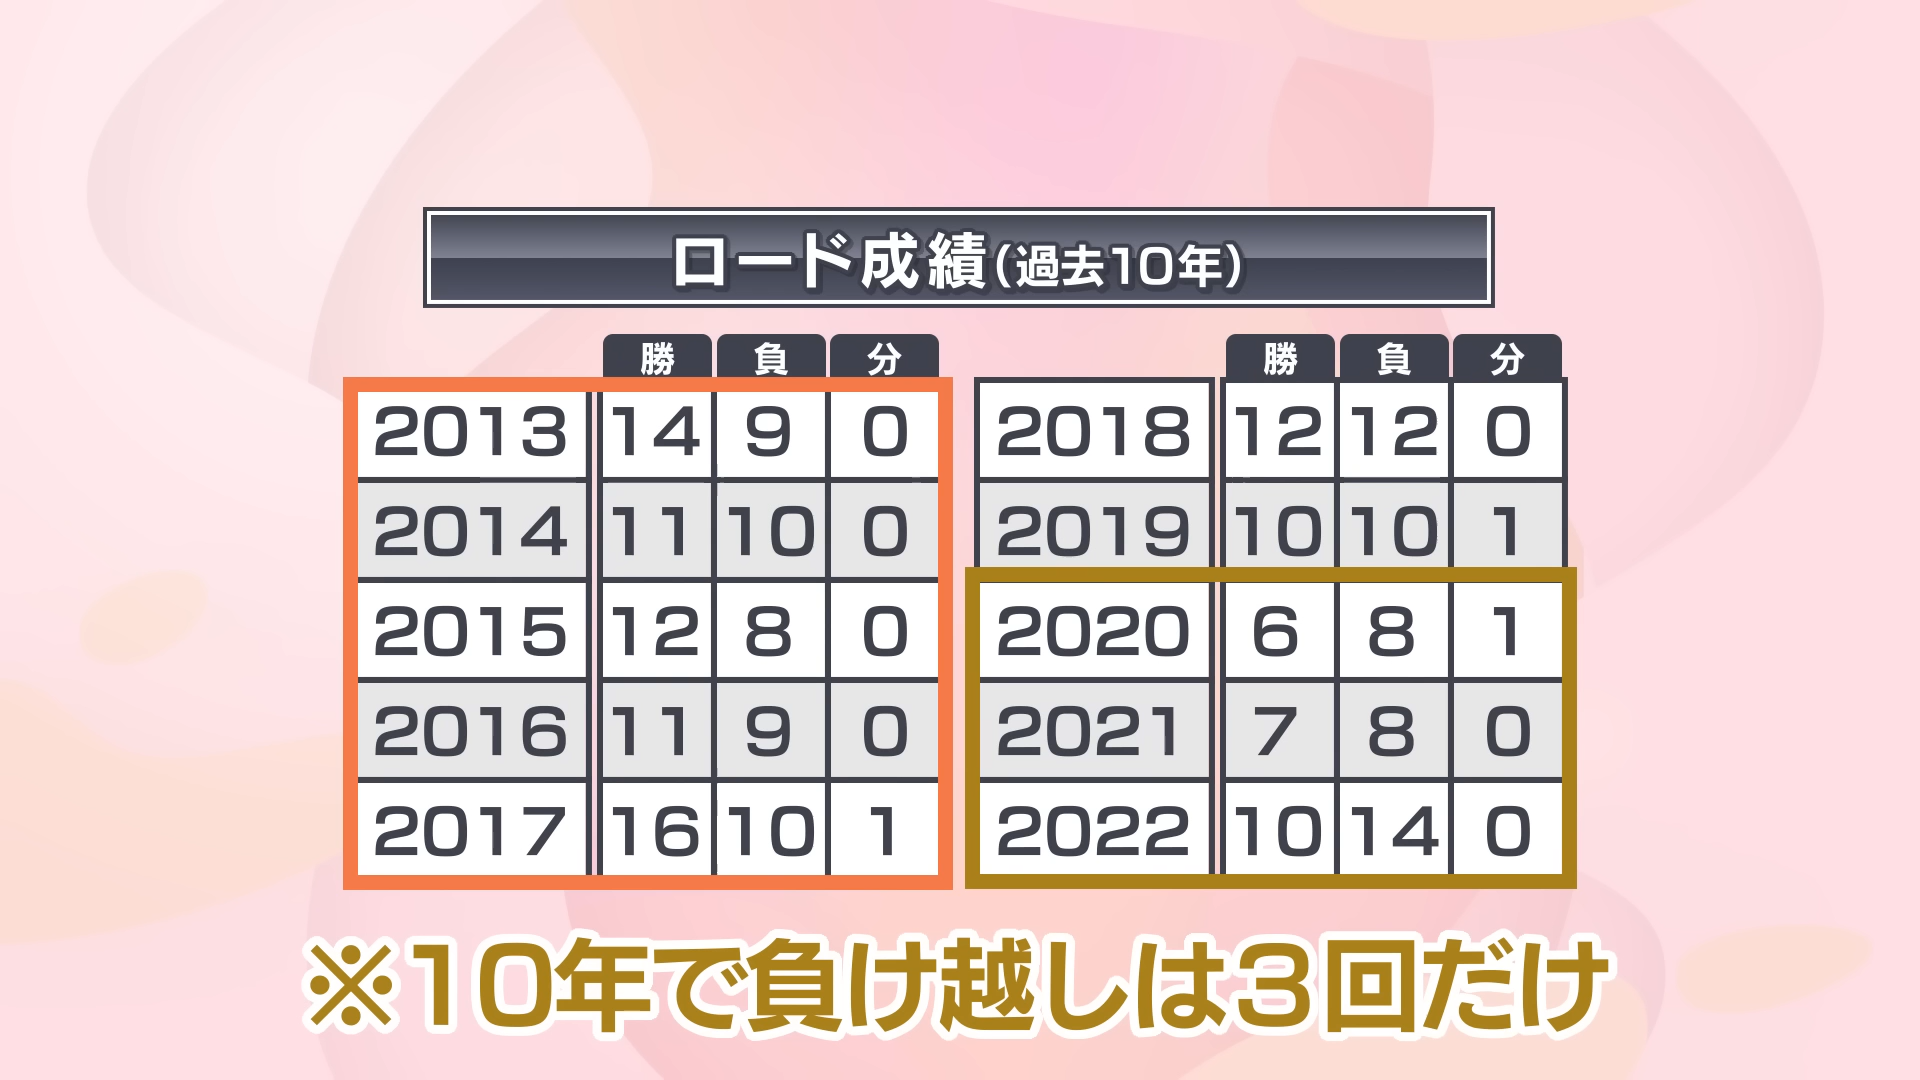 ロード成績(過去10年)
勝 負 分
2013 14 9 0
2014 11 10 0
2015 12 8 0
2016 11 9 0
2017 16 10 1
勝 負 分
2018 12 12 0
2019 10 10 1
2020 6 8 1
2021 7 8 0
2022 10 14 0
※10年で負け越しは3回だけ